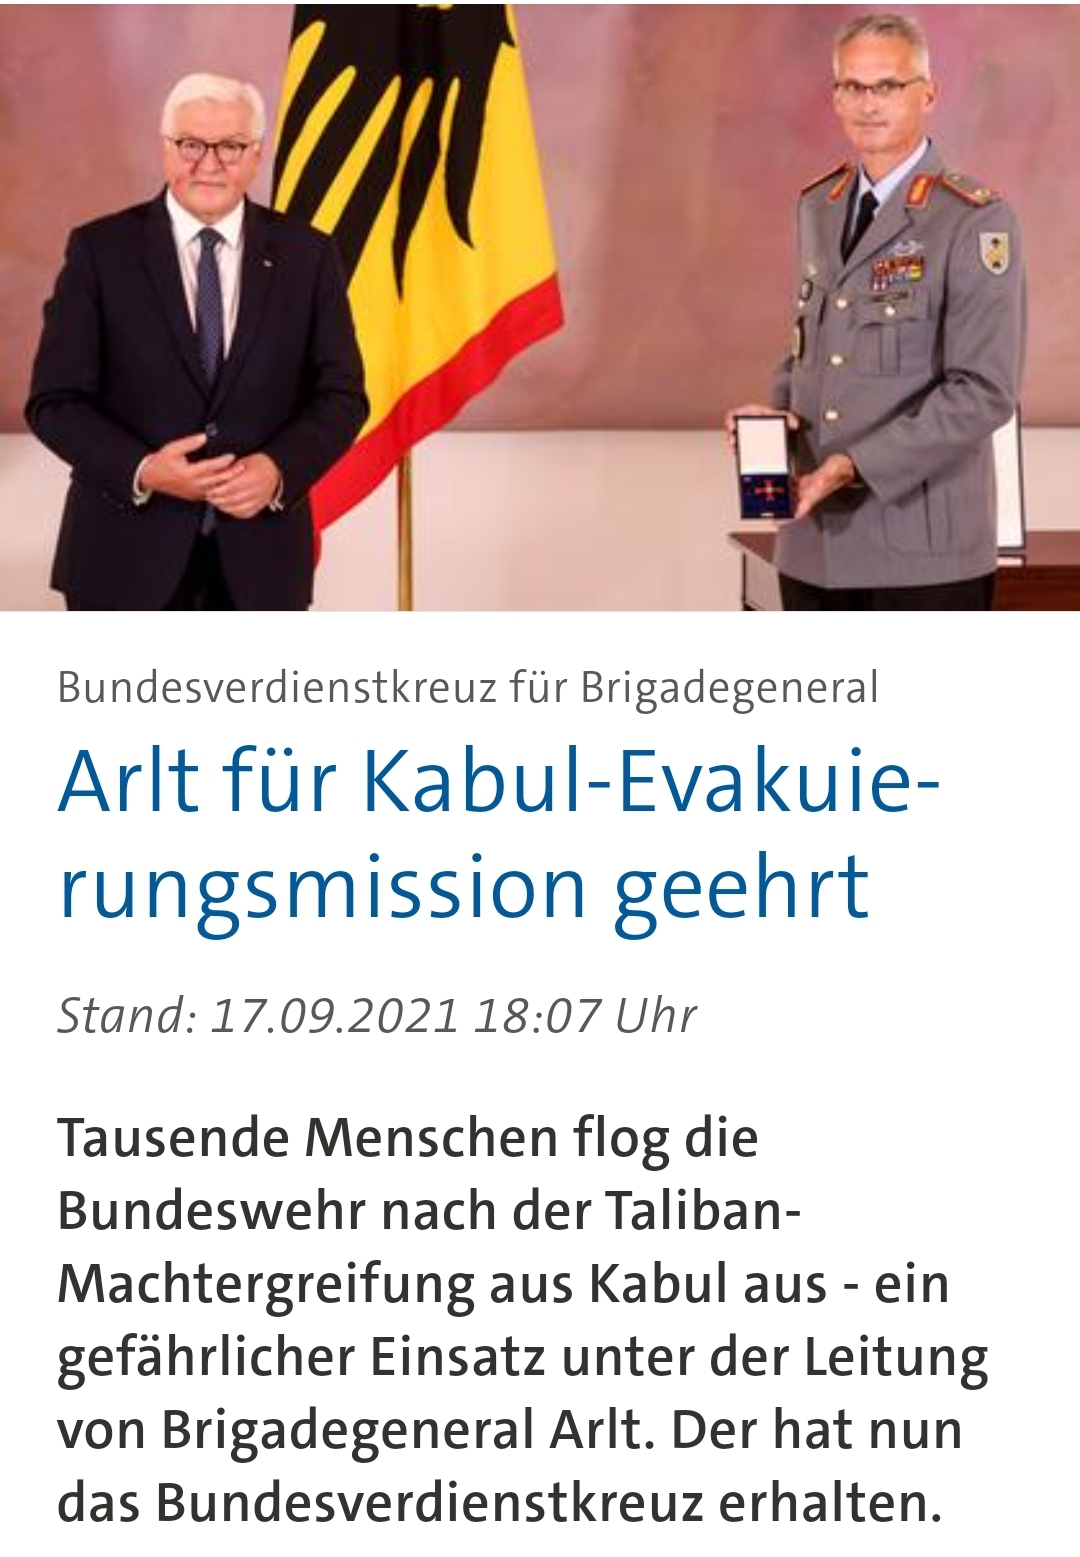 Bundesverdienstkreuz für Brigadegeneral
Arlt für Kabul-Evakuie-
rungsmission geehrt
Stand: 17.09.2021 18:07 Uhr
Tausende Menschen flog die
Bundeswehr nach der Taliban-
Machtergreifung aus Kabul aus - ein
gefährlicher Einsatz unter der Leitung
von Brigadegeneral Arlt. Der hat nun
das Bundesverdienstkreuz erhalten.